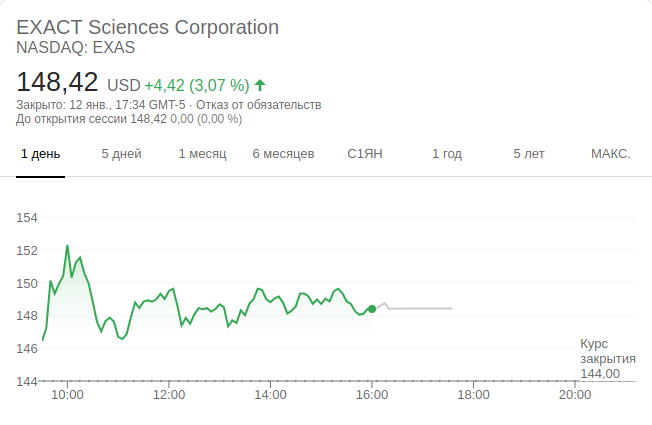 EXACT Sciences Corporation
NASDAQ: EXAS
148,42 USD +4,42 (3,07 %)
Закрыто: 12 янв., 17:34 GMT-5 · Отказ от обязательств
До открытия сессии 148,42 0,00 (0,00 %)
1 день 5 дней 1 месяц 6 месяцев С1ЯН 1 год 5 лет МАКС.
154
152
150
148
146
144
Курс
закрытия
144,00
10:00 12:00 14:00 16:00 18:00 20:00